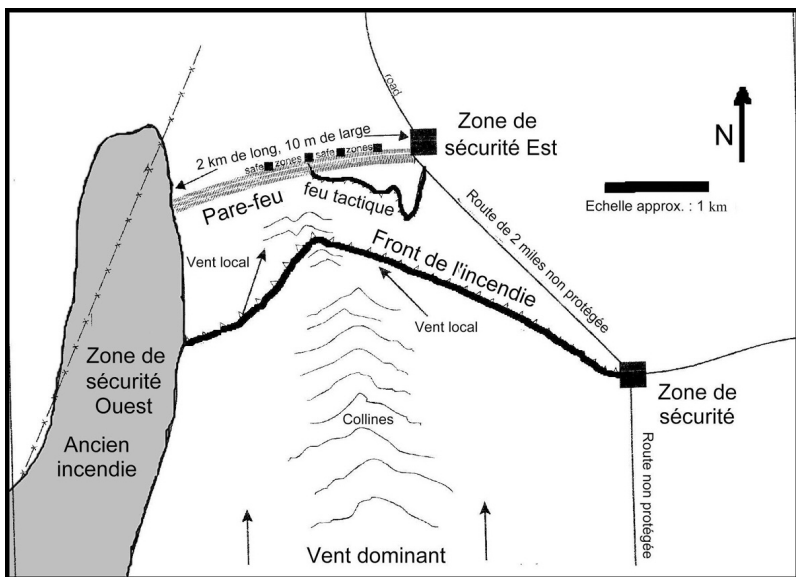 road
Zone de
sécurité Est
N
2 km de long, 10 m de large
safe zones safe zones
Echelle approx. : 1 km
Pare-feu
feu tactique
Route de 2 miles non protégée
Front de l'incendie
Vent local
Vent local
Zone de
sécurité
Ouest
Zone de
sécurité
Collines
Ancien
incendie
Route non protégée
Vent dominant